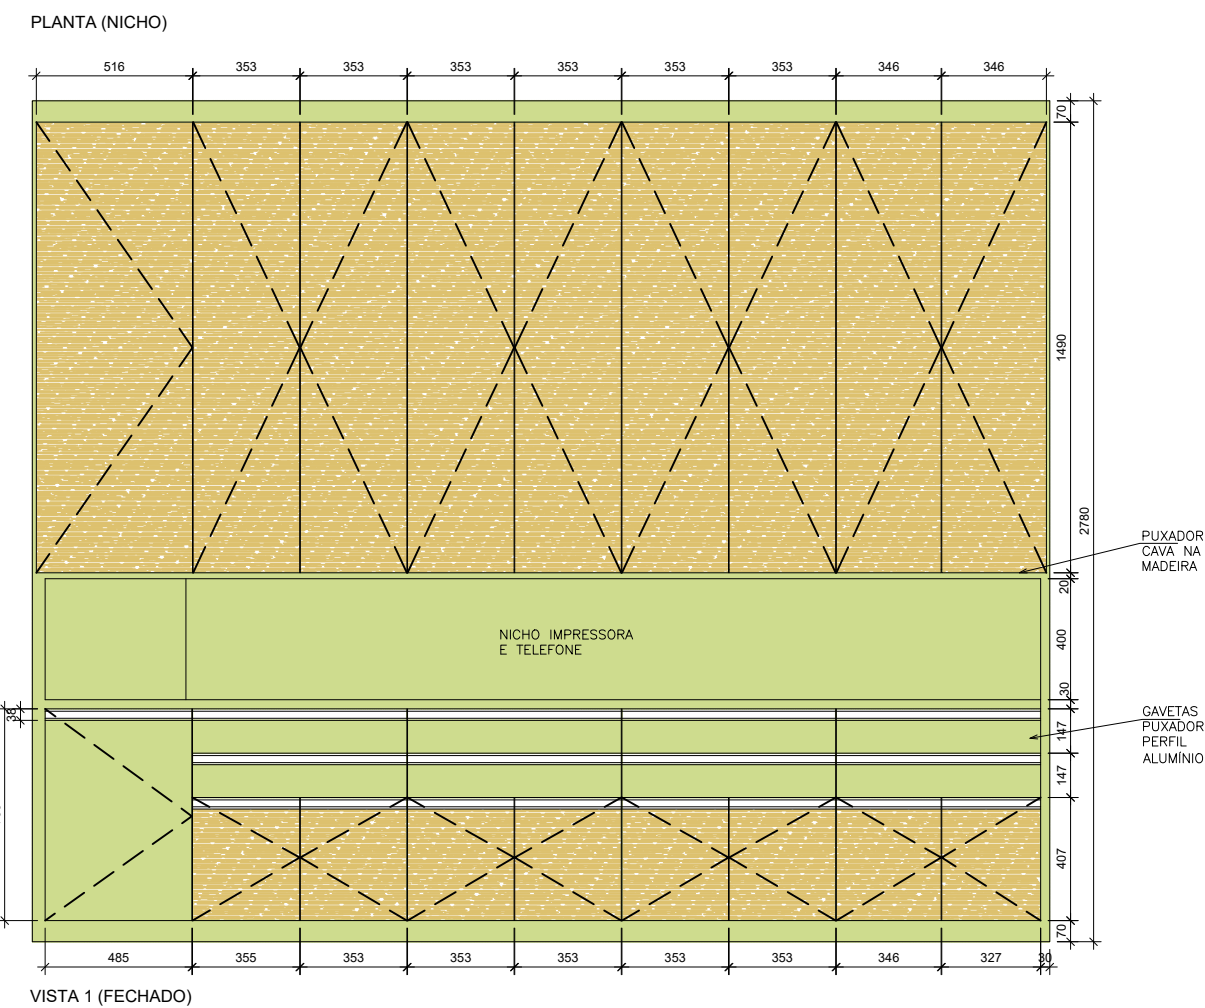 PLANTA (NICHO)
516 353 353 353 353 353 353 346 346
70
1490
2780
PUXADOR
CAVA NA
MADEIRA
20
NICHO IMPRESSORA
E TELEFONE
400
30
38
GAVETAS
PUXADOR
PERFIL
ALUMÍNIO
147
147
407
70
485 355 353 353 353 353 353 346 327 30
VISTA 1 (FECHADO)